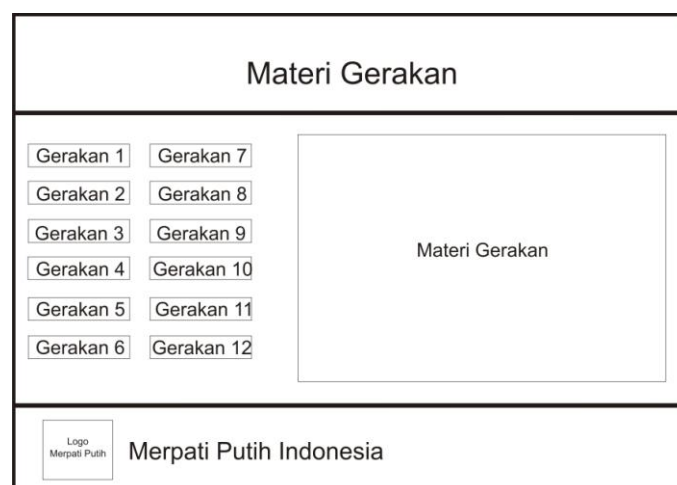 Materi Gerakan
Gerakan 1 Gerakan 7
Gerakan 2 Gerakan 8
Gerakan 3 Gerakan 9
Gerakan 4 Gerakan 10
Gerakan 5 Gerakan 11
Gerakan 6 Gerakan 12
Materi Gerakan
Logo
Merpati Putih
Merpati Putih Indonesia